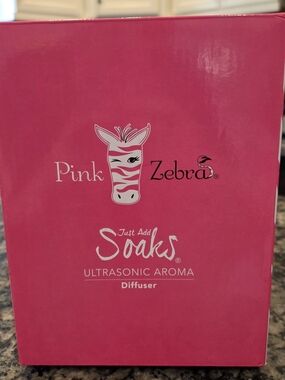 Pink Zebra®
Just Add
Soaks®
ULTRASONIC AROMA
Diffuser